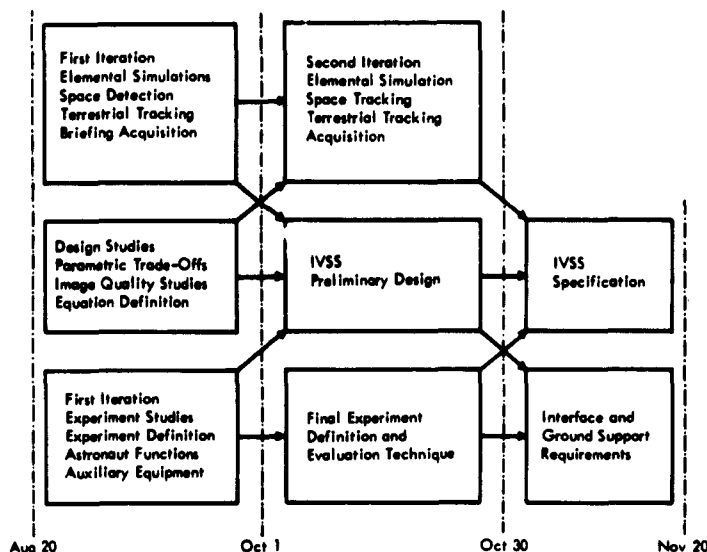 First Iteration
Elemental Simulations
Space Detection
Terrestrial Tracking
Briefing Acquisition
Second Iteration
Elemental Simulation
Space Tracking
Terrestrial Tracking
Acquisition
Design Studies
Parametric Trade-Offs
Image Quality Studies
Equation Definition
IVSS
Preliminary Design
IVSS
Specification
First Iteration
Experiment Studies
Experiment Definition
Astronaut Functions
Auxiliary Equipment
Final Experiment
Definition and
Evaluation Technique
Interface and
Ground Support
Requirements
Aug 20
Oct 1
Oct 30
Nov 20